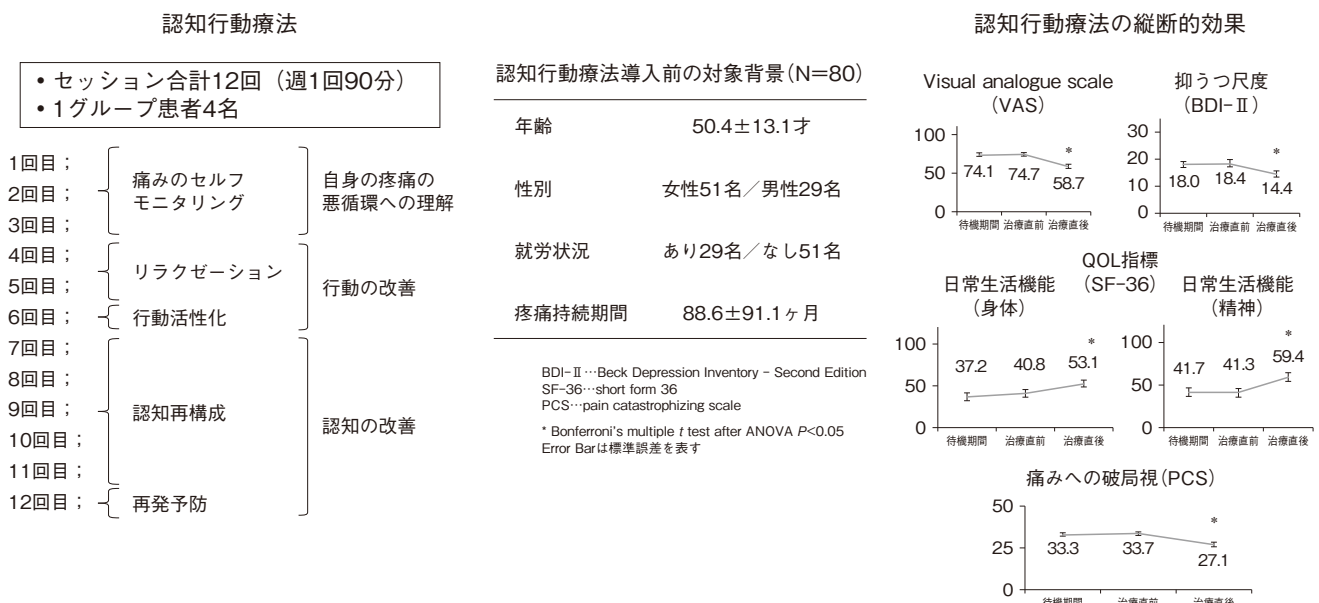 認知行動療法
• セッション合計12回（週1回90分）
• 1グループ患者4名
1回目；
2回目；
3回目；
痛みのセルフ
モニタリング
自身の疼痛の
悪循環への理解
4回目；
5回目；
リラクゼーション
6回目；
行動活性化
行動の改善
7回目；
8回目；
9回目；
10回目；
11回目；
認知再構成
12回目；
再発予防
認知の改善
認知行動療法導入前の対象背景（N＝80）
年齢 50.4±13.1才
性別 女性51名／男性29名
就労状況 あり29名／なし51名
疼痛持続期間 88.6±91.1ヶ月
BDI-Ⅱ…Beck Depression Inventory - Second Edition
SF-36…short form 36
PCS…pain catastrophizing scale
* Bonferroni's multiple t test after ANOVA P<0.05
Error Barは標準誤差を表す
認知行動療法の縦断的効果
Visual analogue scale
（VAS）
100
50
0
74.1 74.7 58.7
*
待機期間 治療直前 治療直後
抑うつ尺度
（BDI-Ⅱ）
30
20
10
0
18.0 18.4 14.4
*
待機期間 治療直前 治療直後
QOL指標
（SF-36）
日常生活機能
（身体）
100
50
0
37.2 40.8 53.1
*
待機期間 治療直前 治療直後
日常生活機能
（精神）
100
50
0
41.7 41.3 59.4
*
待機期間 治療直前 治療直後
痛みへの破局視（PCS）
50
25
0
33.3 33.7 27.1
*
待機期間 治療直前 治療直後